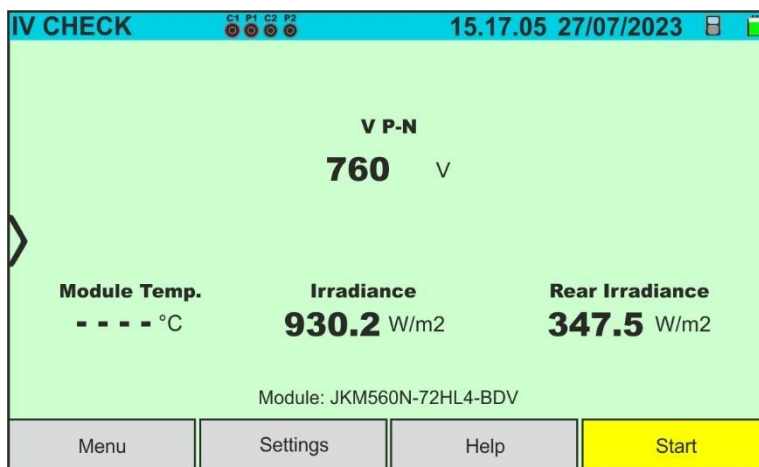 IV CHECK C1 P1 C2 P2 15.17.05 27/07/2023
V P-N
760 V
Module Temp. Irradiance Rear Irradiance
- - - - °C 930.2 W/m2 347.5 W/m2
Module: JKM560N-72HL4-BDV
Menu Settings Help Start